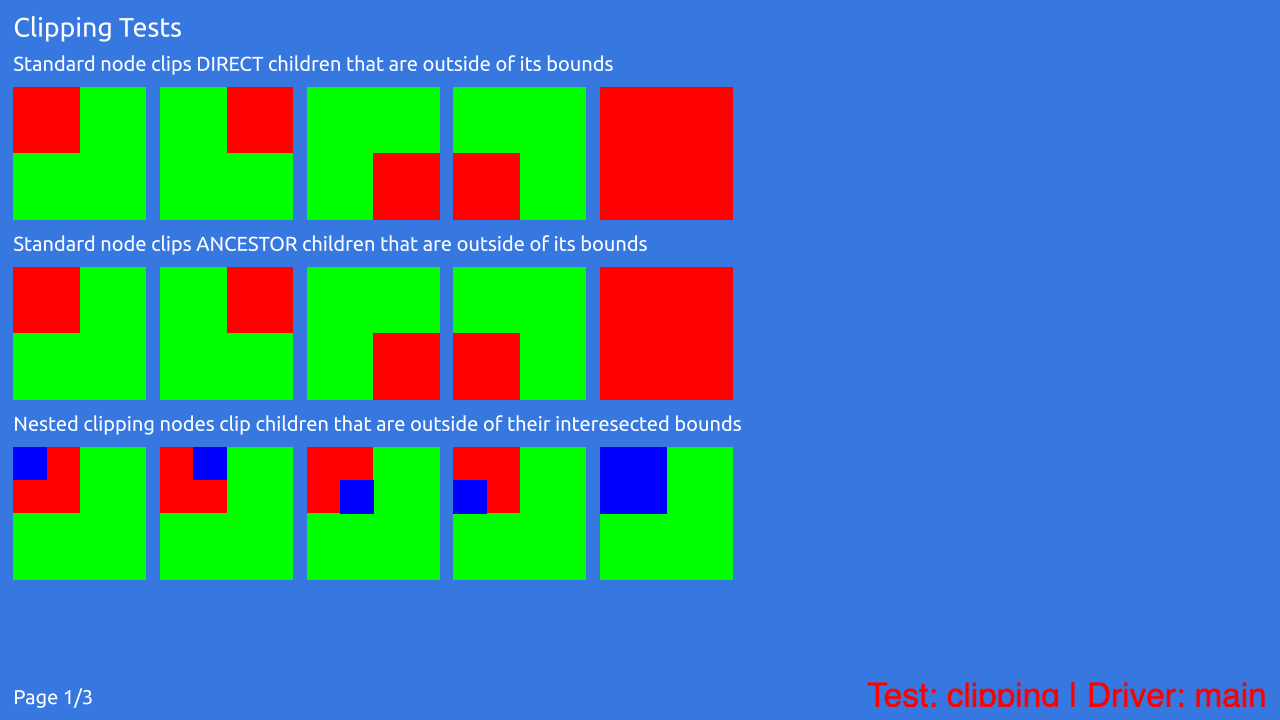 Clipping Tests
Standard node clips DIRECT children that are outside of its bounds
Standard node clips ANCESTOR children that are outside of its bounds
Nested clipping nodes clip children that are outside of their interesected bounds
Page 1/3
Test: clipping | Driver: main